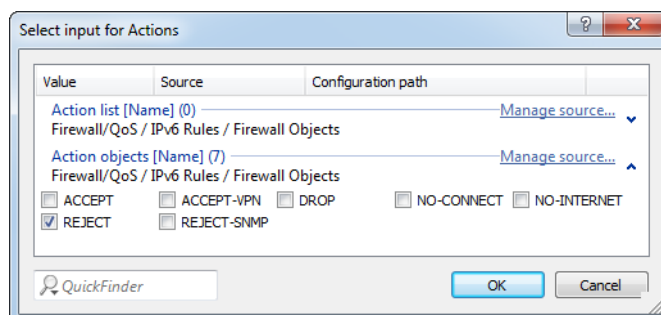 Select input for Actions
Value Source Configuration path
Action list [Name] (0) Manage source...
Firewall/QoS / IPv6 Rules / Firewall Objects
Action objects [Name] (7) Manage source...
Firewall/QoS / IPv6 Rules / Firewall Objects
ACCEPT ACCEPT-VPN DROP NO-CONNECT NO-INTERNET
REJECT REJECT-SNMP
QuickFinder OK Cancel